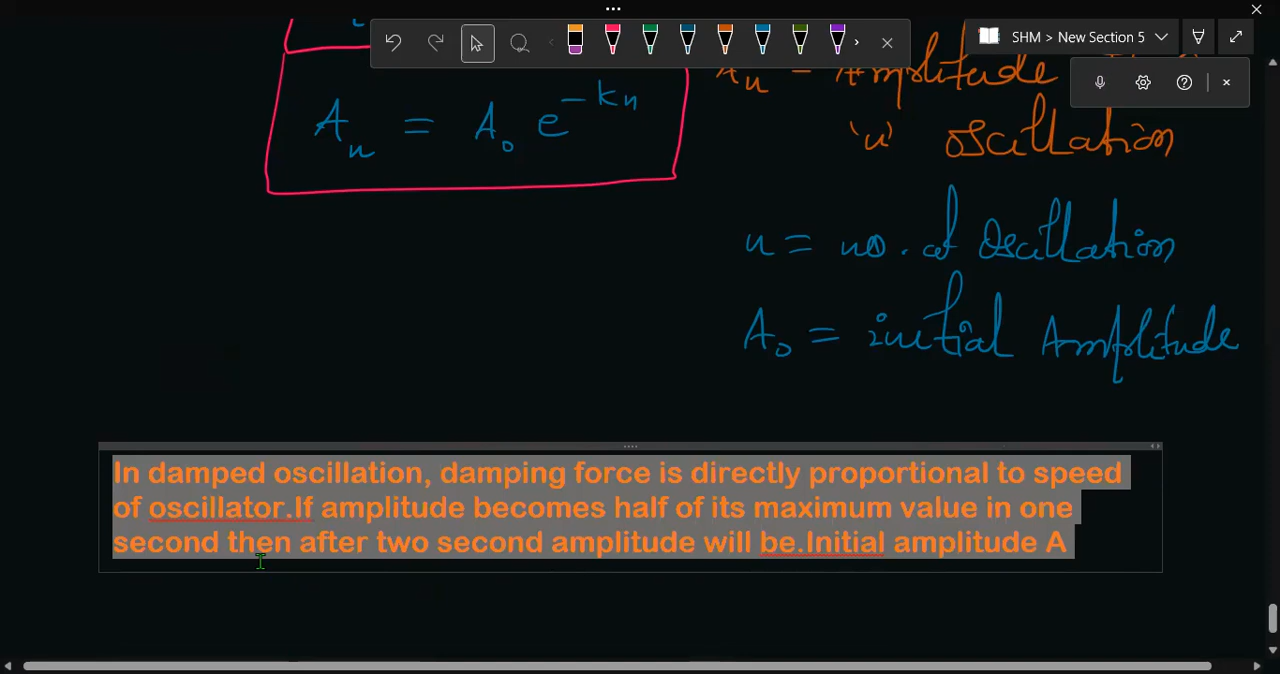 SHM > New Section 5
An = A₀ e^-kn
An - Amplitude
'n' oscillation
n = no. of oscillation
A₀ = initial Amplitude
In damped oscillation, damping force is directly proportional to speed
of oscillator.If amplitude becomes half of its maximum value in one
second then after two second amplitude will be.Initial amplitude A